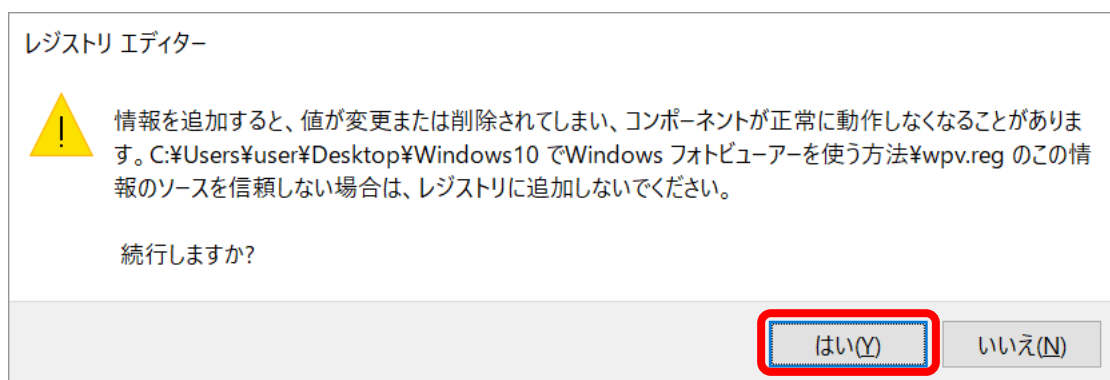 レジストリ エディター
情報を追加すると、値が変更または削除されてしまい、コンポーネントが正常に動作しなくなることがありま
す。C:¥Users¥user¥Desktop¥Windows10 でWindows フォトビューアーを使う方法¥wpv.reg のこの情
報のソースを信頼しない場合は、レジストリに追加しないでください。
続行しますか?
はい(Y) いいえ(N)